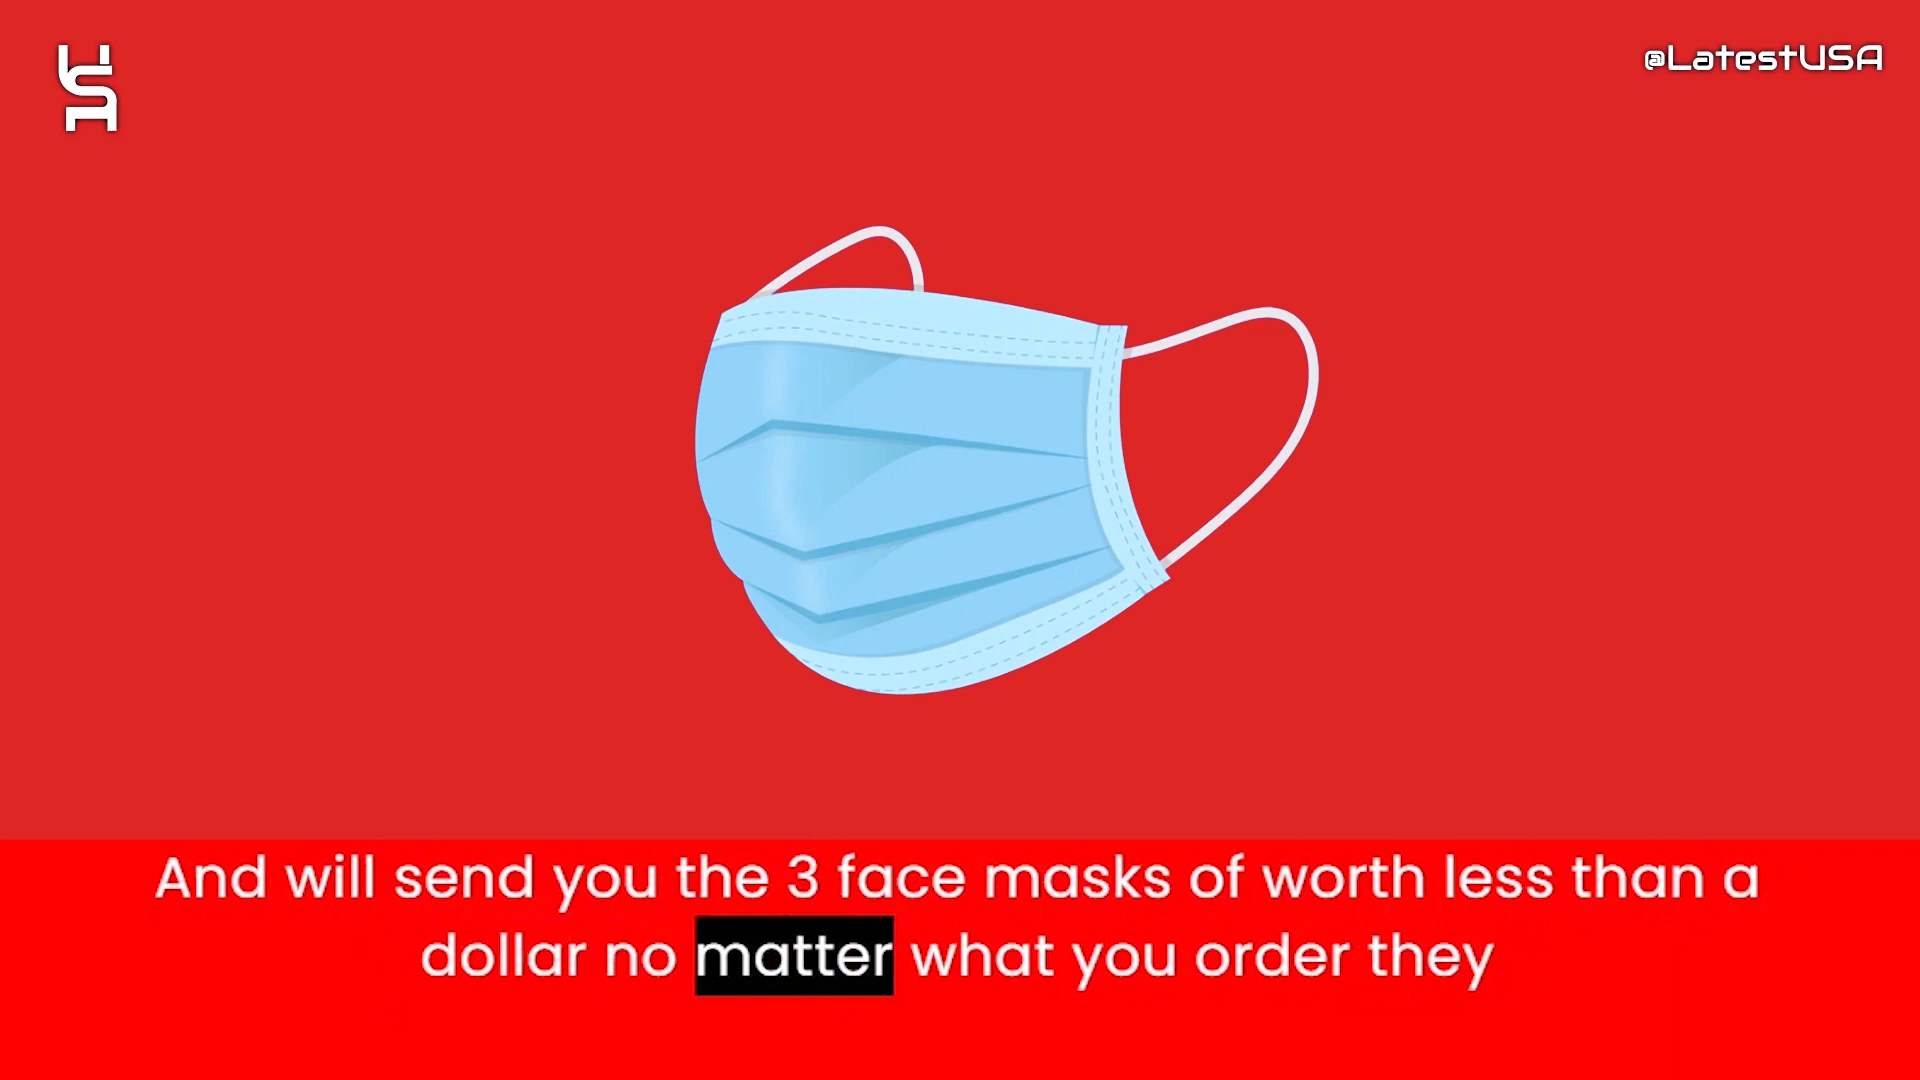 USA
@LatestUSA
And will send you the 3 face masks of worth less than a
dollar no matter what you order they